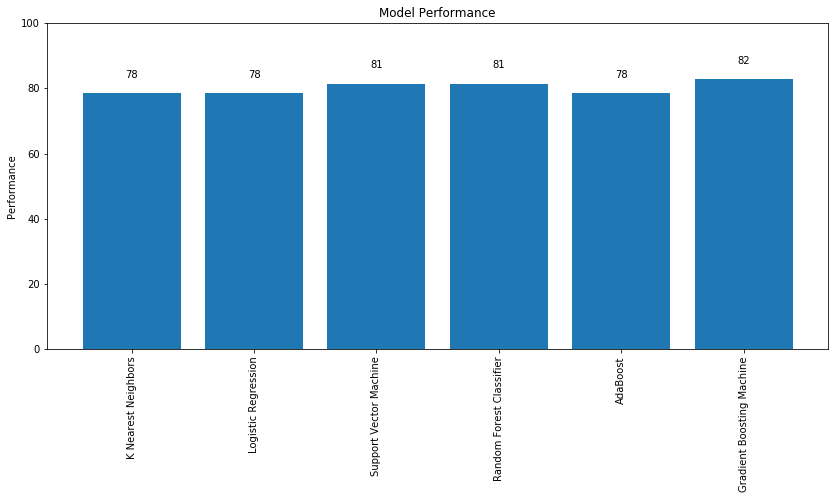 Model Performance
Performance
100
80
60
40
20
0
78
78
81
81
78
82
K Nearest Neighbors
Logistic Regression
Support Vector Machine
Random Forest Classifier
AdaBoost
Gradient Boosting Machine